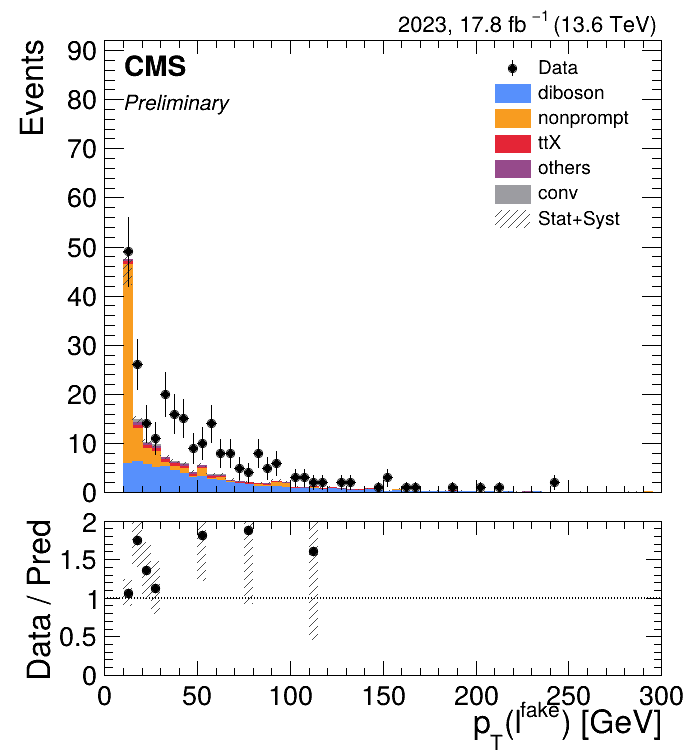 2023, 17.8 fb⁻¹ (13.6 TeV)
CMS
Preliminary
Events
90
80
70
60
50
40
30
20
10
0
Data
diboson
nonprompt
ttX
others
conv
Stat+Syst
Data / Pred
2
1.5
1
0.5
0
0 50 100 150 200 250 300
p_T(l^fake) [GeV]